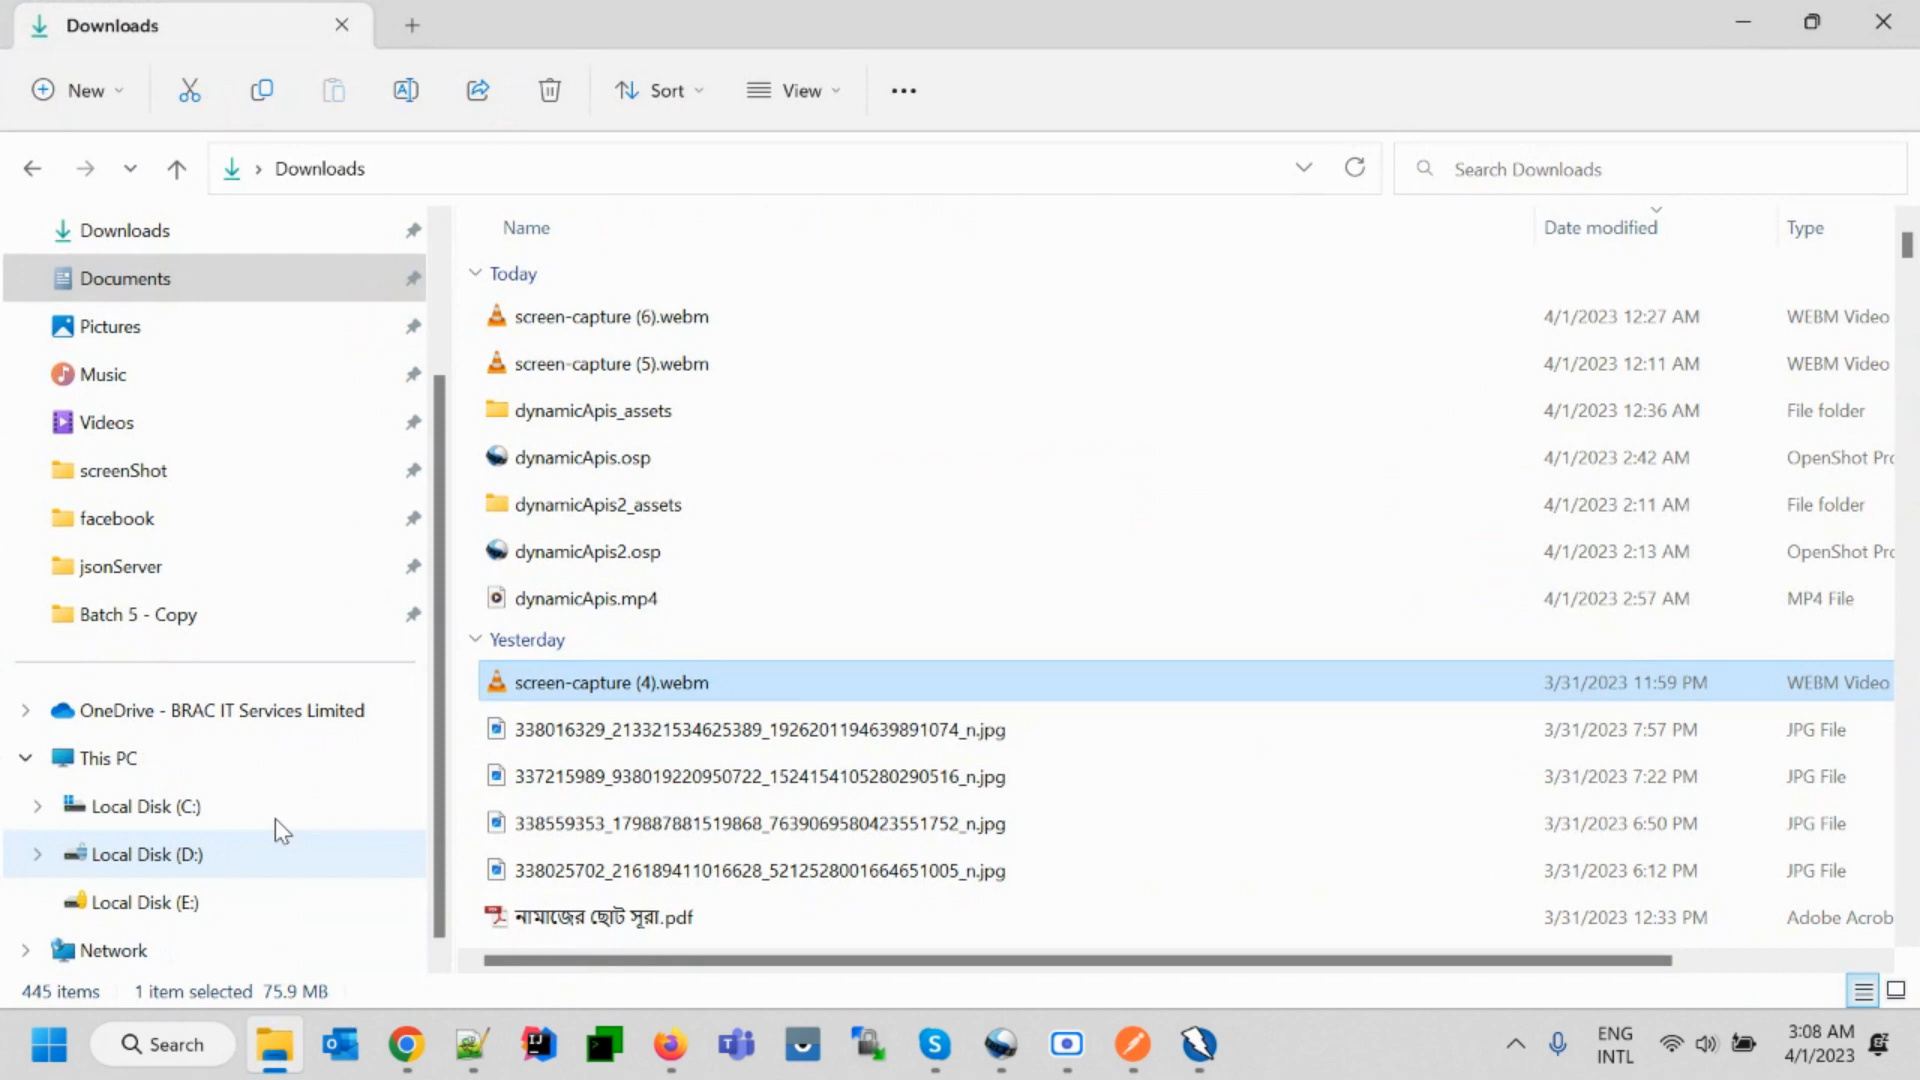 Downloads
New
Sort
View
Downloads
Search Downloads
Downloads
Documents
Pictures
Music
Videos
screenShot
facebook
jsonServer
Batch 5 - Copy
OneDrive - BRAC IT Services Limited
This PC
Local Disk (C:)
Local Disk (D:)
Local Disk (E:)
Network
Name Date modified Type
Today
screen-capture (6).webm 4/1/2023 12:27 AM WEBM Video
screen-capture (5).webm 4/1/2023 12:11 AM WEBM Video
dynamicApis_assets 4/1/2023 12:36 AM File folder
dynamicApis.osp 4/1/2023 2:42 AM OpenShot Pro
dynamicApis2_assets 4/1/2023 2:11 AM File folder
dynamicApis2.osp 4/1/2023 2:13 AM OpenShot Pro
dynamicApis.mp4 4/1/2023 2:57 AM MP4 File
Yesterday
screen-capture (4).webm 3/31/2023 11:59 PM WEBM Video
338016329_213321534625389_1926201194639891074_n.jpg 3/31/2023 7:57 PM JPG File
337215989_938019220950722_1524154105280290516_n.jpg 3/31/2023 7:22 PM JPG File
338559353_179887881519868_7639069580423551752_n.jpg 3/31/2023 6:50 PM JPG File
338025702_216189411016628_5212528001664651005_n.jpg 3/31/2023 6:12 PM JPG File
নামাজের ছোট সূরা.pdf 3/31/2023 12:33 PM Adobe Acrob
445 items 1 item selected 75.9 MB
Search
ENG
INTL
3:08 AM
4/1/2023